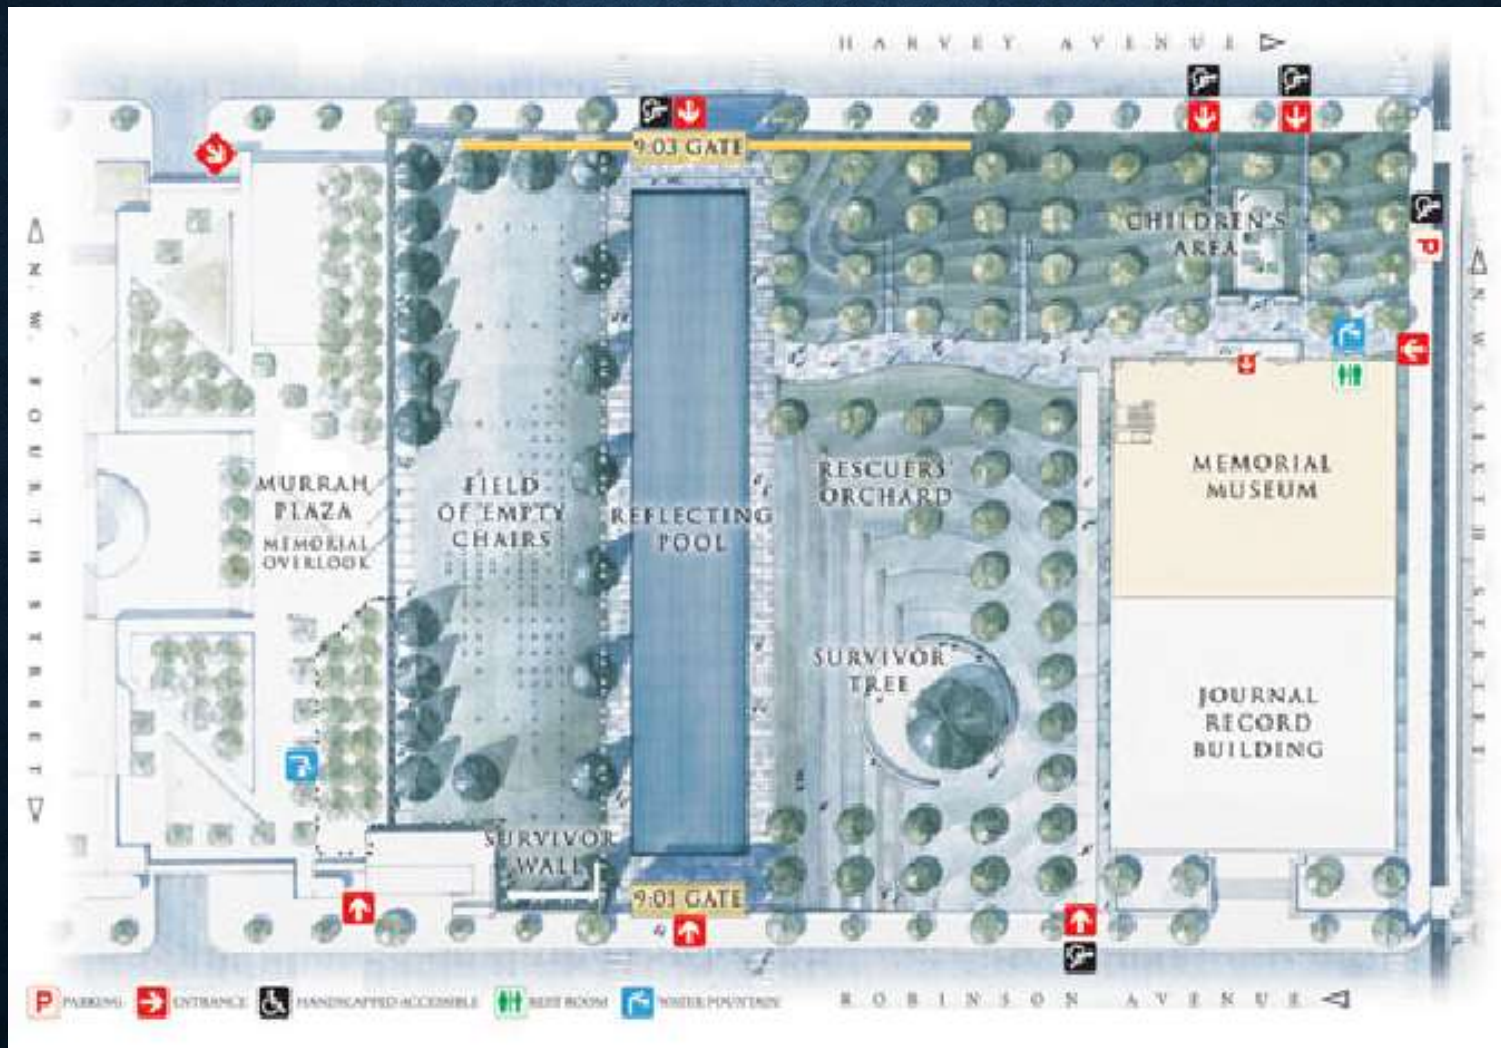 HARVEY AVENUE
9:03 GATE
CHILDREN'S
AREA
P
N.W. FOURTH STREET
N.W. SIXTH STREET
MURRAH
PLAZA
MEMORIAL
OVERLOOK
FIELD
OF EMPTY
CHAIRS
REFLECTING
POOL
RESCUERS'
ORCHARD
MEMORIAL
MUSEUM
SURVIVOR
TREE
JOURNAL
RECORD
BUILDING
SURVIVOR
WALL
9:01 GATE
P PARKING ENTRANCE HANDICAPPED ACCESSIBLE REST ROOM WATER FOUNTAIN
ROBINSON AVENUE